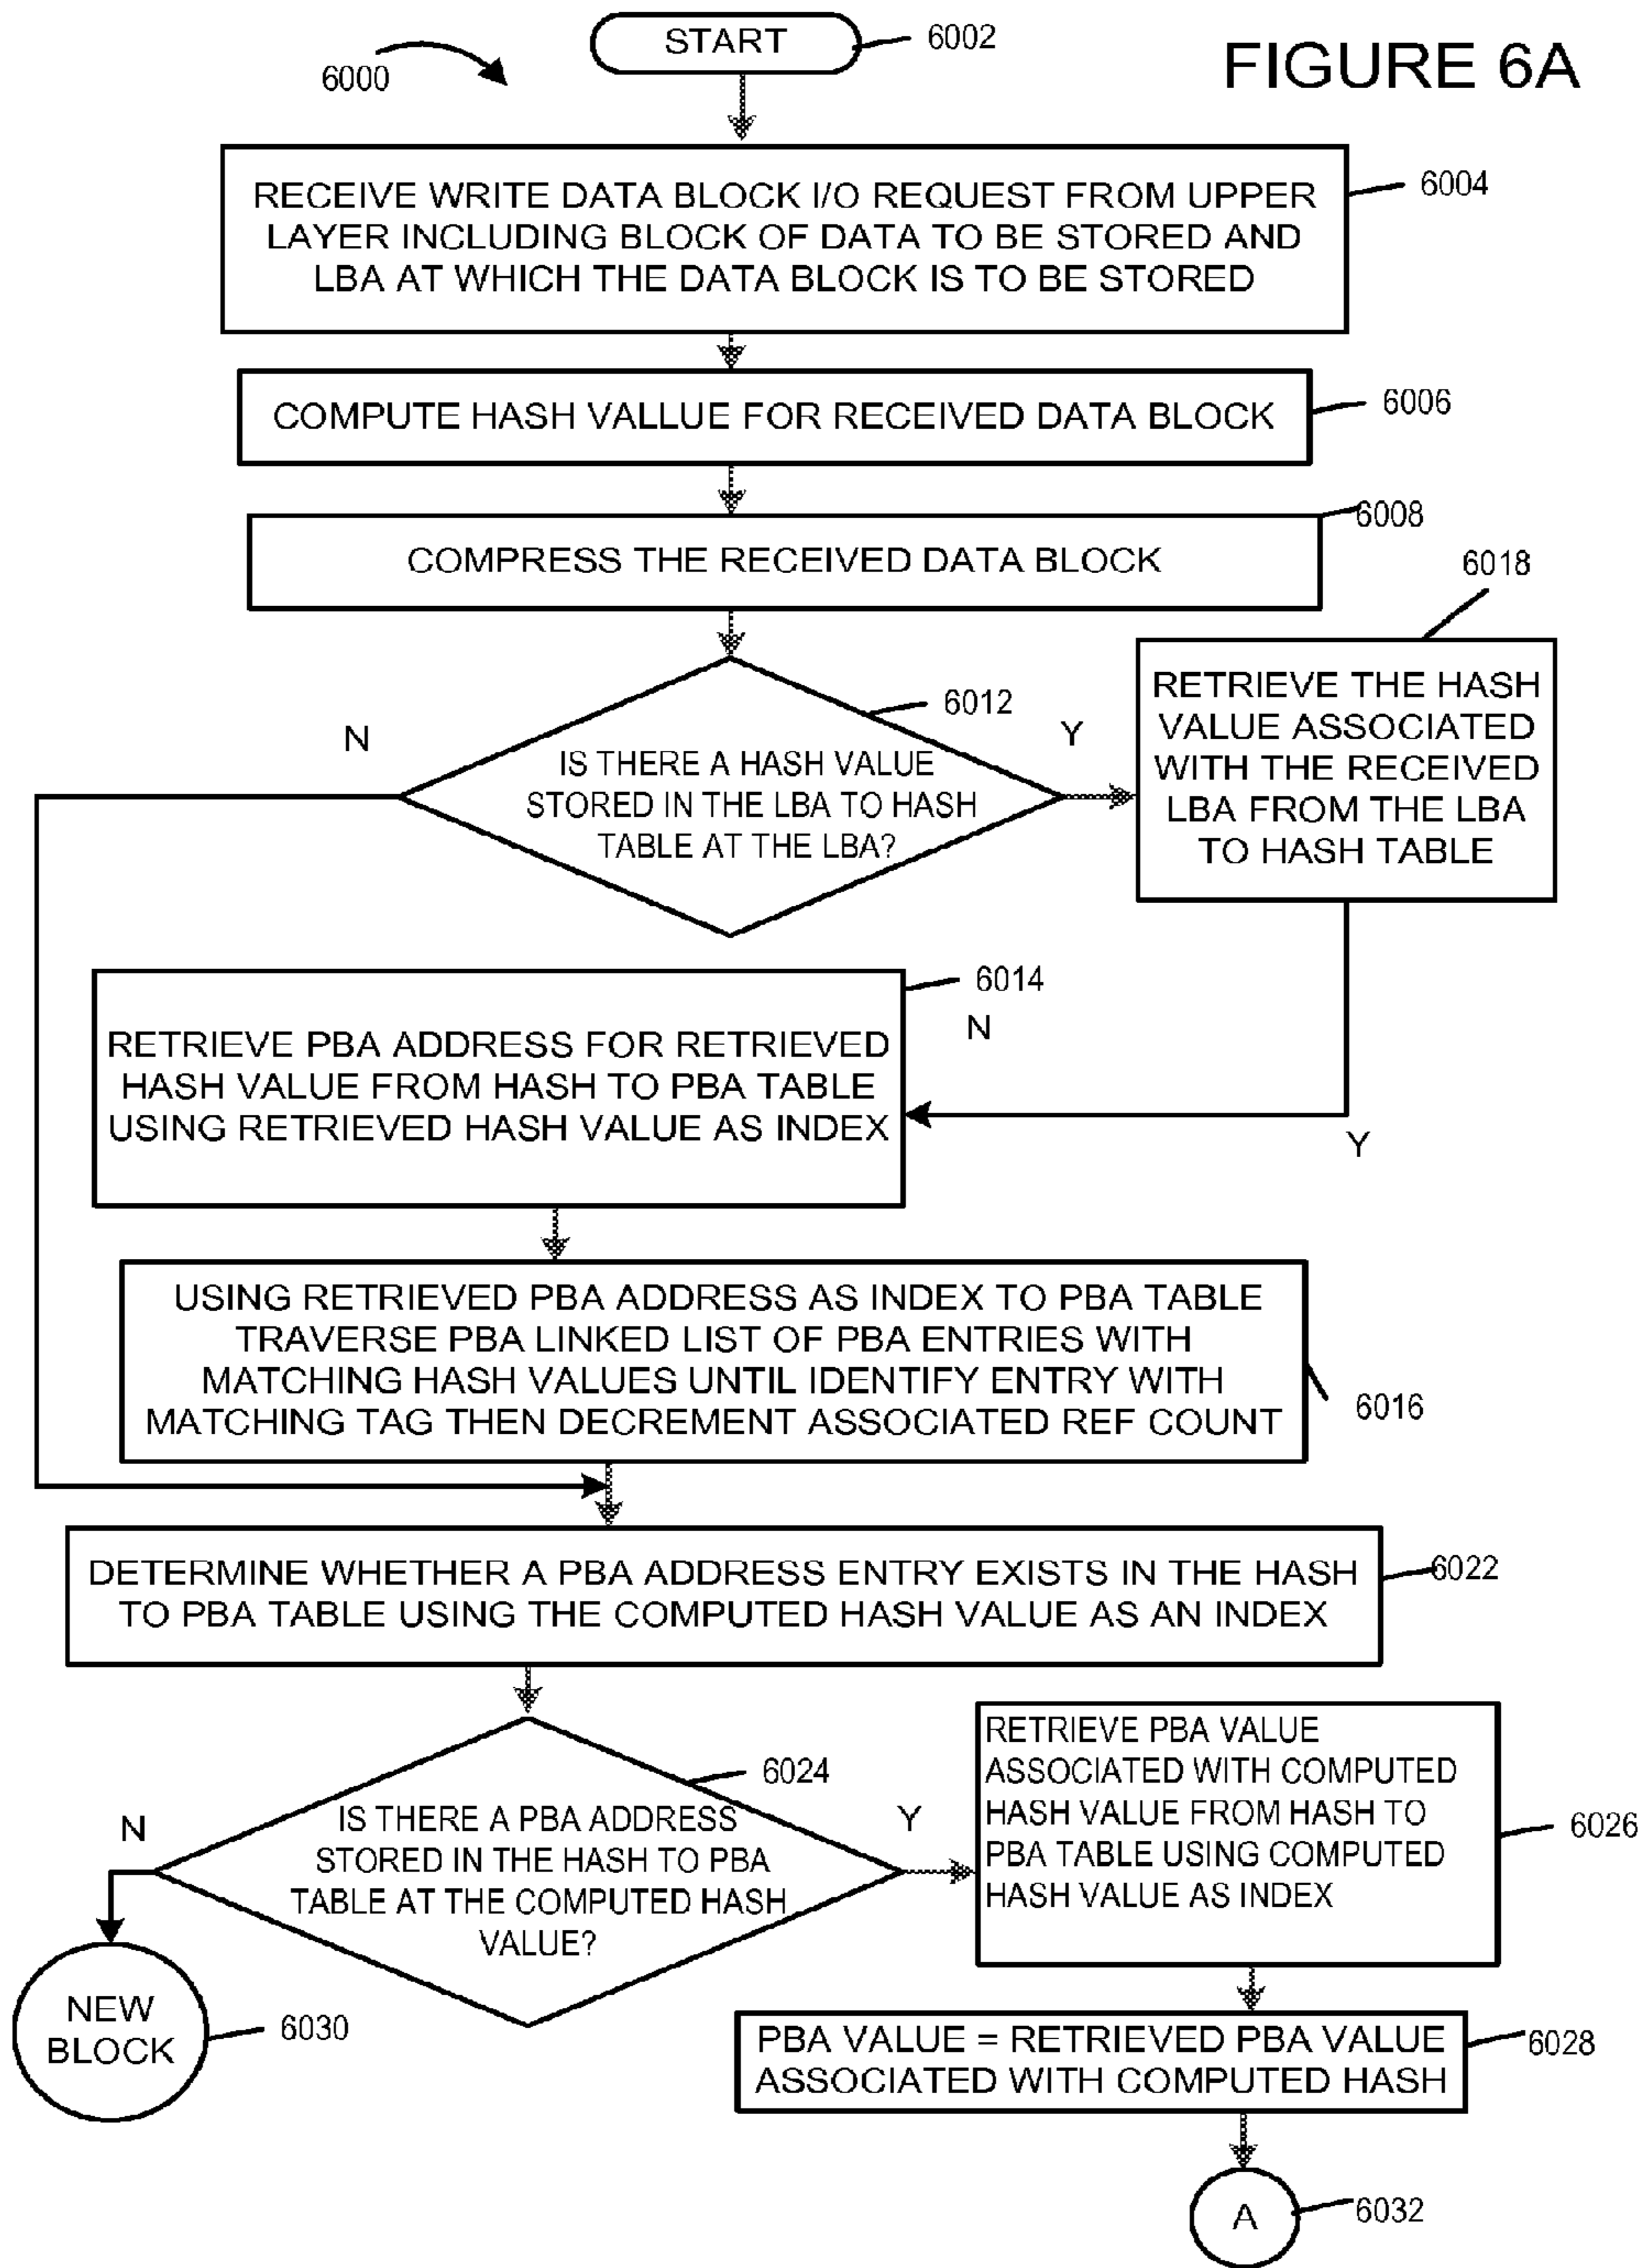 START
6002
FIGURE 6A
6000
RECEIVE WRITE DATA BLOCK I/O REQUEST FROM UPPER
LAYER INCLUDING BLOCK OF DATA TO BE STORED AND
LBA AT WHICH THE DATA BLOCK IS TO BE STORED
6004
COMPUTE HASH VALLUE FOR RECEIVED DATA BLOCK
6006
COMPRESS THE RECEIVED DATA BLOCK
6008
6018
RETRIEVE THE HASH
VALUE ASSOCIATED
WITH THE RECEIVED
LBA FROM THE LBA
TO HASH TABLE
6012
N
Y
IS THERE A HASH VALUE
STORED IN THE LBA TO HASH
TABLE AT THE LBA?
6014
N
RETRIEVE PBA ADDRESS FOR RETRIEVED
HASH VALUE FROM HASH TO PBA TABLE
USING RETRIEVED HASH VALUE AS INDEX
Y
USING RETRIEVED PBA ADDRESS AS INDEX TO PBA TABLE
TRAVERSE PBA LINKED LIST OF PBA ENTRIES WITH
MATCHING HASH VALUES UNTIL IDENTIFY ENTRY WITH
MATCHING TAG THEN DECREMENT ASSOCIATED REF COUNT
6016
DETERMINE WHETHER A PBA ADDRESS ENTRY EXISTS IN THE HASH
TO PBA TABLE USING THE COMPUTED HASH VALUE AS AN INDEX
6022
6024
N
Y
IS THERE A PBA ADDRESS
STORED IN THE HASH TO PBA
TABLE AT THE COMPUTED HASH
VALUE?
RETRIEVE PBA VALUE
ASSOCIATED WITH COMPUTED
HASH VALUE FROM HASH TO
PBA TABLE USING COMPUTED
HASH VALUE AS INDEX
6026
NEW
BLOCK
6030
PBA VALUE = RETRIEVED PBA VALUE
ASSOCIATED WITH COMPUTED HASH
6028
A
6032